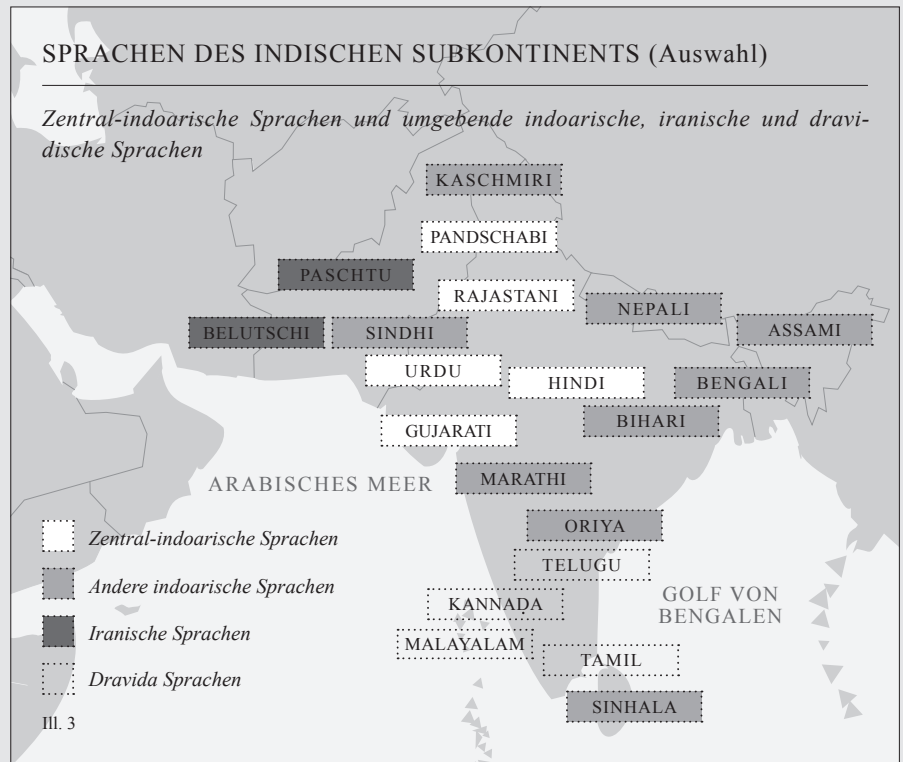 SPRACHEN DES INDISCHEN SUBKONTINENTS (Auswahl)
Zentral-indoarische Sprachen und umgebende indoarische, iranische und dravi-
dische Sprachen
KASCHMIRI
PANDSCHABI
PASCHTU
RAJASTANI
NEPALI
BELUTSCHI
SINDHI
ASSAMI
URDU
HINDI
BENGALI
GUJARATI
BIHARI
ARABISCHES MEER
MARATHI
ORIYA
TELUGU
KANNADA
GOLF VON
BENGALEN
MALAYALAM
TAMIL
SINHALA
Zentral-indoarische Sprachen
Andere indoarische Sprachen
Iranische Sprachen
Dravida Sprachen
Ill. 3